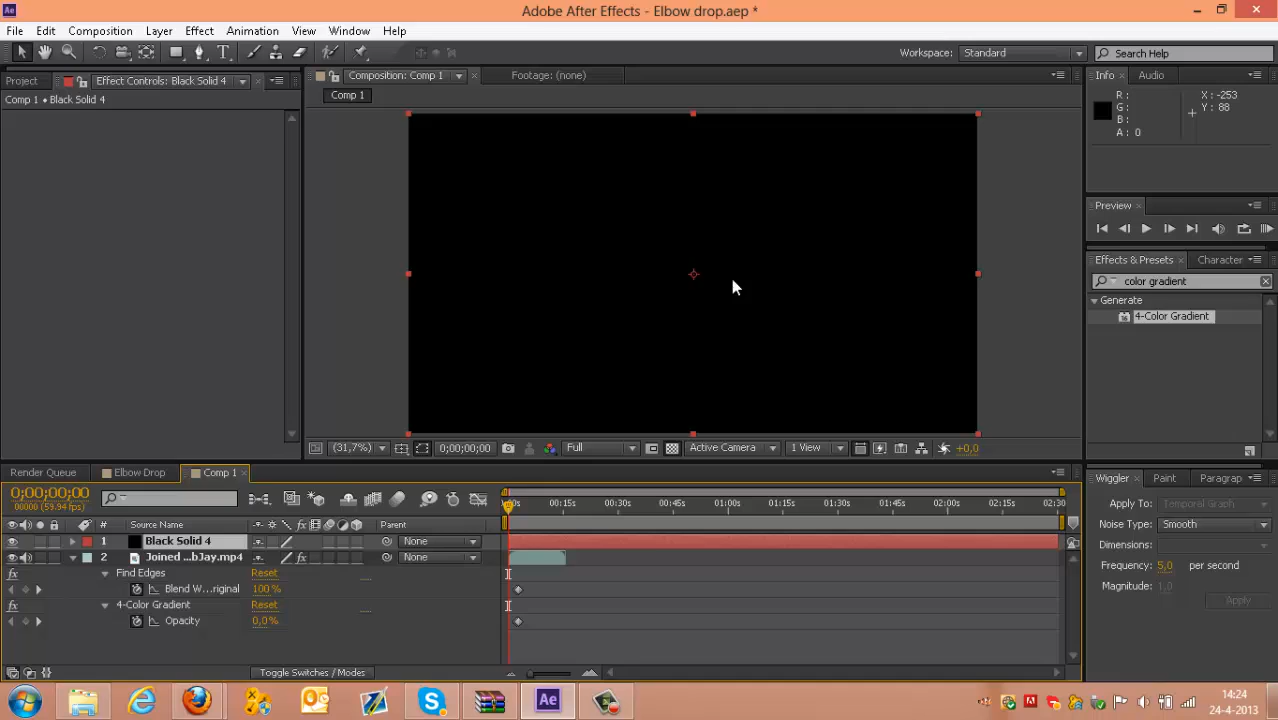 Adobe After Effects - Elbow drop.aep *
File Edit Composition Layer Effect Animation View Window Help
Workspace: Standard Search Help
Project Effect Controls: Black Solid 4
Comp 1 • Black Solid 4
Composition: Comp 1 Footage: (none)
Comp 1
Info Audio
R: X: -253
G: Y: 88
B:
A: 0
Preview
Effects & Presets Character
color gradient
Generate
4-Color Gradient
(31,7%) 0;00;00;00 Full Active Camera 1 View +0,0
Render Queue Elbow Drop Comp 1
0;00;00;00
00000 (59.94 fps)
00:15s 00:30s 00:45s 01:00s 01:15s 01:30s 01:45s 02:00s 02:15s 02:30
# Source Name Parent
1 Black Solid 4 None
2 Joined ...bJay.mp4 None
Find Edges Reset
Blend W...riginal 100 %
4-Color Gradient Reset
Opacity 0,0%
Toggle Switches / Modes
Wiggler Paint Paragraph
Apply To: Temporal Graph
Noise Type: Smooth
Dimensions:
Frequency: 5,0 per second
Magnitude: 1,0
Apply
14:24
24-4-2013